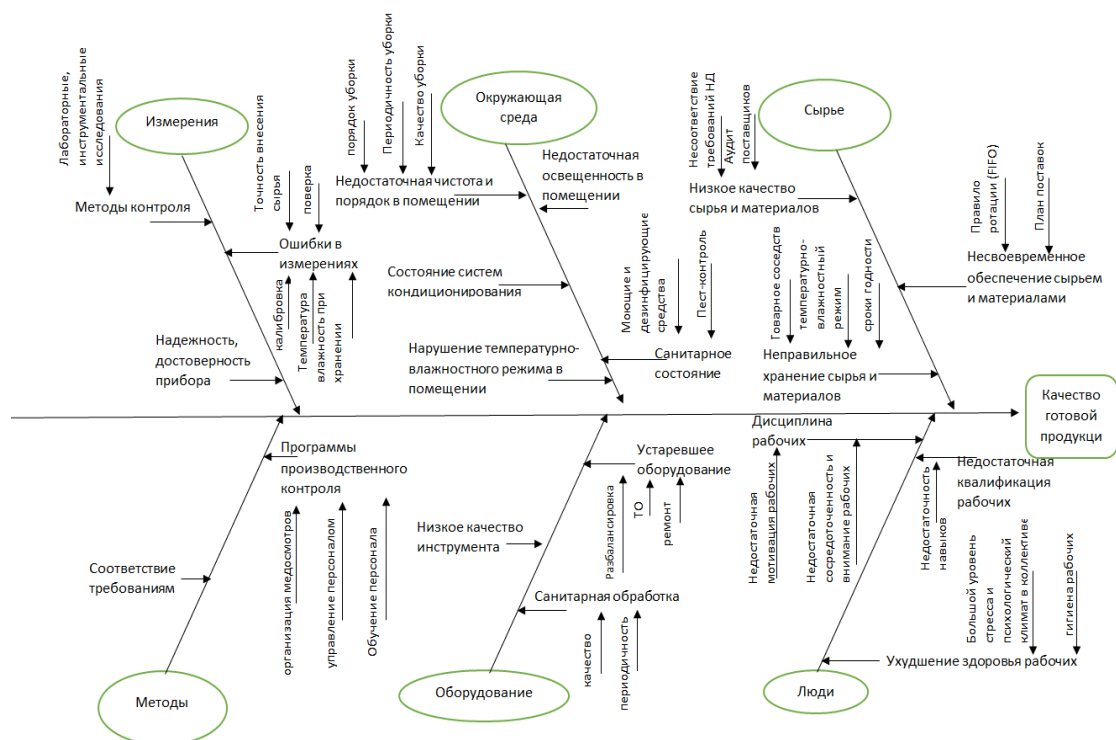 Лабораторные,
инструментальные
исследования
Измерения
Методы контроля
Точность внесения
сырья
поверка
Ошибки в
измерениях
калибровка
Температура
влажность при
хранении
Надежность,
достоверность
прибора
порядок уборки
Периодичность уборки
Качество уборки
Окружающая
среда
Недостаточная чистота и
порядок в помещении
Недостаточная
освещенность в
помещении
Состояние систем
кондиционирования
Моющие и
дезинфицирующие
средства
Пест-контроль
Нарушение температурно-
влажностного режима в
помещении
Санитарное
состояние
Несоответствие
требований НД
Аудит
поставщиков
Сырье
Низкое качество
сырья и материалов
Правило
ротации (FIFO)
План поставок
Несвоевременное
обеспечение сырьем
и материалами
Товарное соседств
температурно-
влажностный
режим
сроки годности
Неправильное
хранение сырья и
материалов
Качество
готовой
продукци
Программы
производственного
контроля
организация медосмотров
управление персоналом
Обучение персонала
Соответствие
требованиям
Методы
Устаревшее
оборудование
Разбалансировка
ТО
ремонт
Низкое качество
инструмента
Санитарная обработка
качество
периодичность
Оборудование
Дисциплина
рабочих
Недостаточная
мотивация рабочих
Недостаточная
сосредоточенность и
внимание рабочих
Недостаточная
квалификация
рабочих
Недостаточность
навыков
Большой уровень
стресса и
психологический
климат в коллективе
гигиена рабочих
Ухудшение здоровья рабочих
Люди